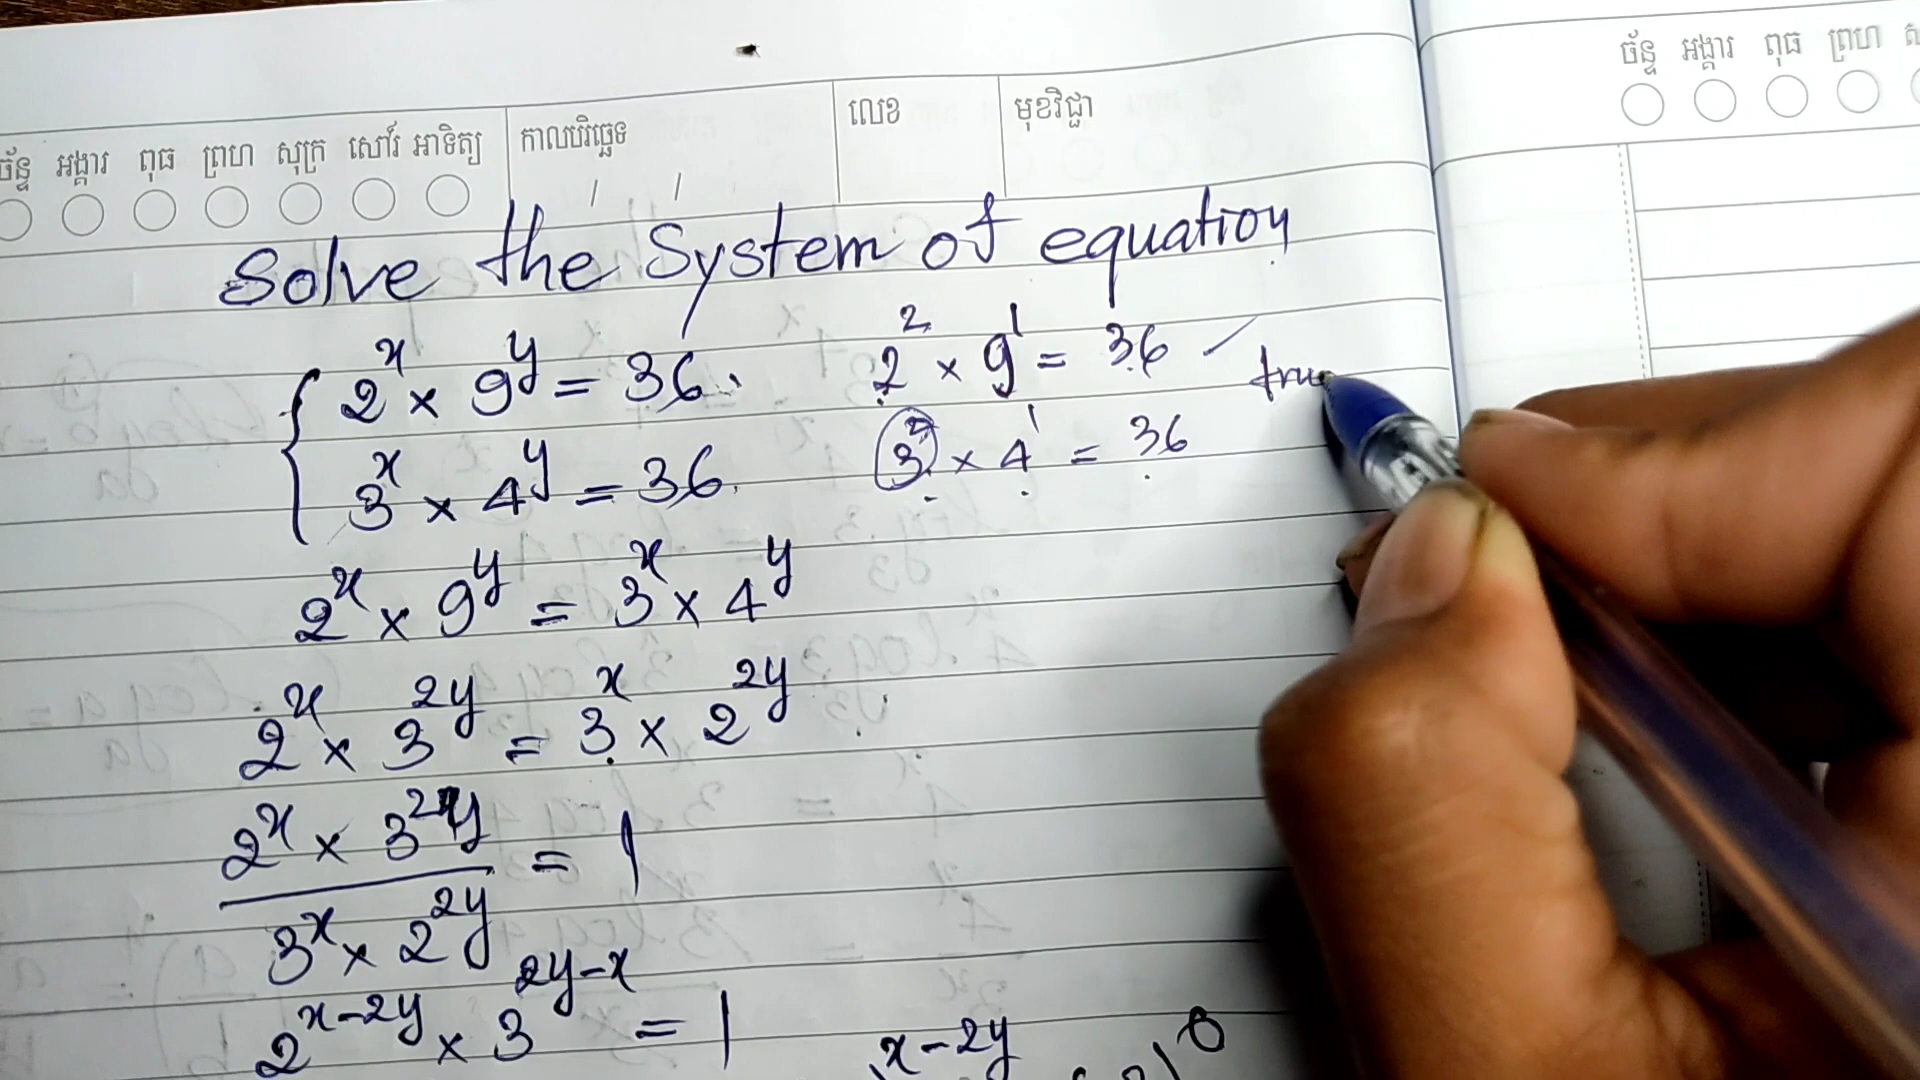 ច័ន្ទ អង្គារ ពុធ ព្រហ សុក្រ សៅរ៍ អាទិត្យ
កាលបរិច្ឆេទ
/ /
លេខ
មុខវិជ្ជា
ច័ន្ទ អង្គារ ពុធ ព្រហ
Solve the System of equation
2^x × 9^y = 36.
3^x × 4^y = 36.
2^2 × 9^1 = 36 true
3^2 × 4^1 = 36
2^x × 9^y = 3^x × 4^y
2^x × 3^2y = 3^x × 2^2y
2^x × 3^2y / 3^x × 2^2y = 1
2^x-2y × 3^2y-x = 1
x-2y 0